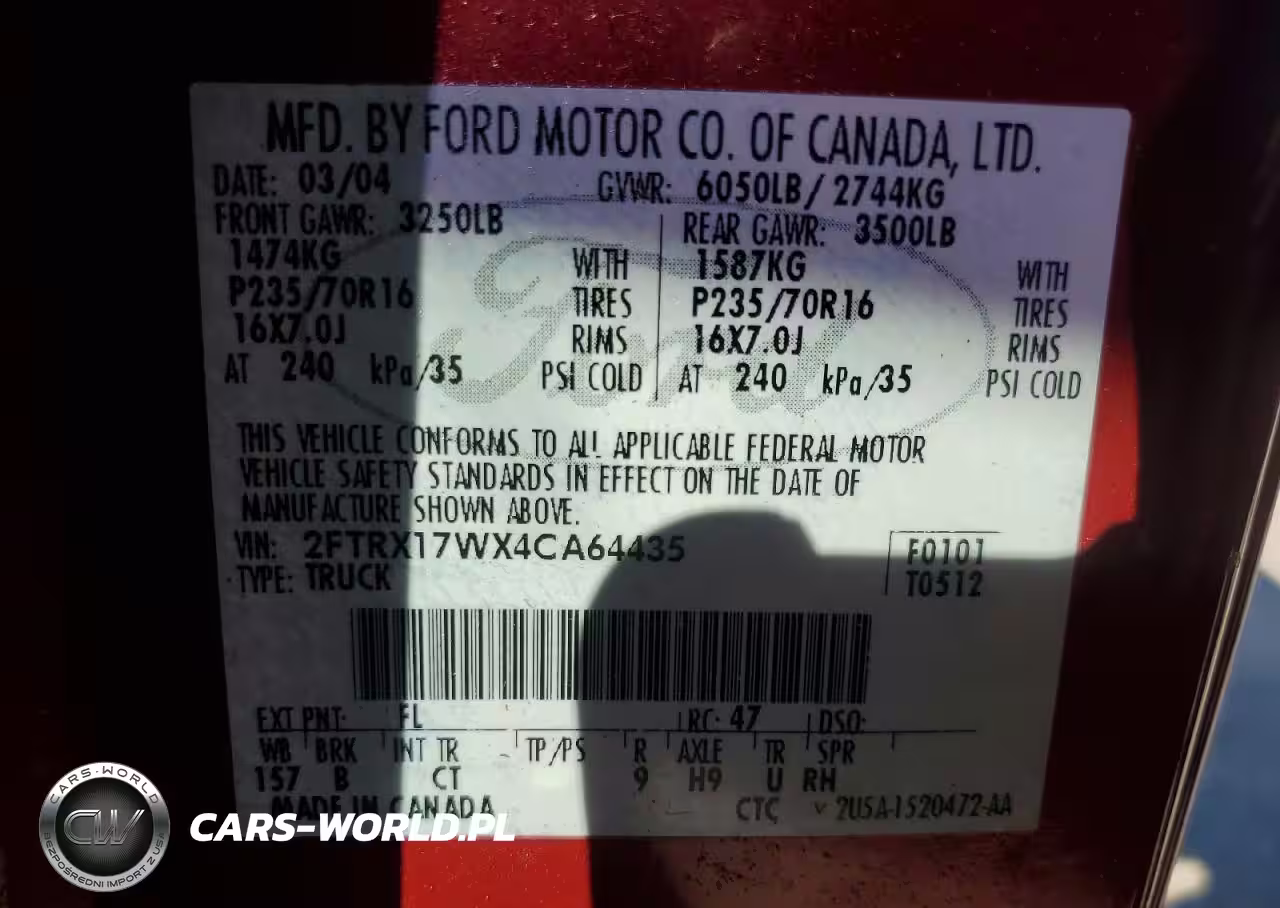 MFD. BY FORD MOTOR CO. OF CANADA, LTD.
DATE: 03/04 GVWR: 6050LB/ 2744KG
FRONT GAWR: 3250LB REAR GAWR: 3500LB
1474KG WITH 1587KG WITH
P235/70R16 TIRES P235/70R16 TIRES
16X7.0J RIMS 16X7.0J RIMS
AT 240 kPa/35 PSI COLD AT 240 kPa/35 PSI COLD
Ford
THIS VEHICLE CONFORMS TO ALL APPLICABLE FEDERAL MOTOR
VEHICLE SAFETY STANDARDS IN EFFECT ON THE DATE OF
MANUFACTURE SHOWN ABOVE.
VIN: 2FTRX17WX4CA64435 F0101
TYPE: TRUCK T0512
EXT PNT: FL RC: 47 DSO:
WB BRK INT TR TP/PS R AXLE TR SPR
157 B CT 9 H9 U RH
MADE IN CANADA CTC 2U5A-1520472-AA
CARS-WORLD
CW
BEZPOŚREDNI IMPORT Z USA
CARS-WORLD.PL